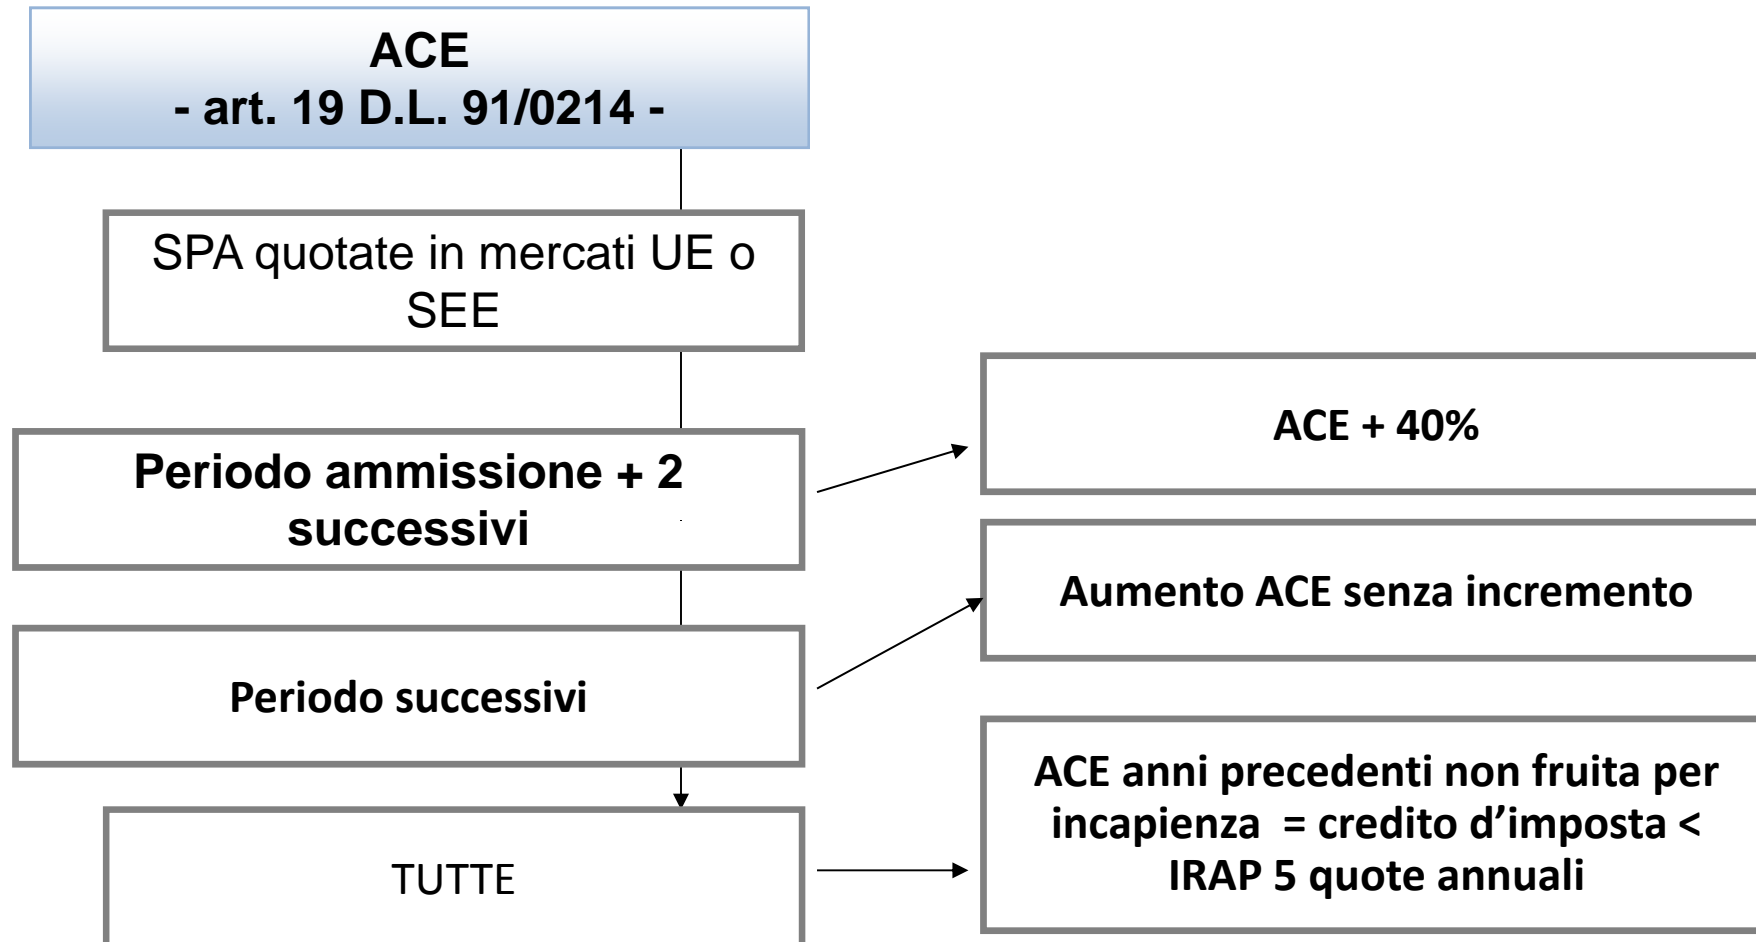 ACE
- art. 19 D.L. 91/0214 -
SPA quotate in mercati UE o
SEE
Periodo ammissione + 2
successivi
ACE + 40%
Periodo successivi
Aumento ACE senza incremento
TUTTE
ACE anni precedenti non fruita per
incapienza = credito d’imposta <
IRAP 5 quote annuali